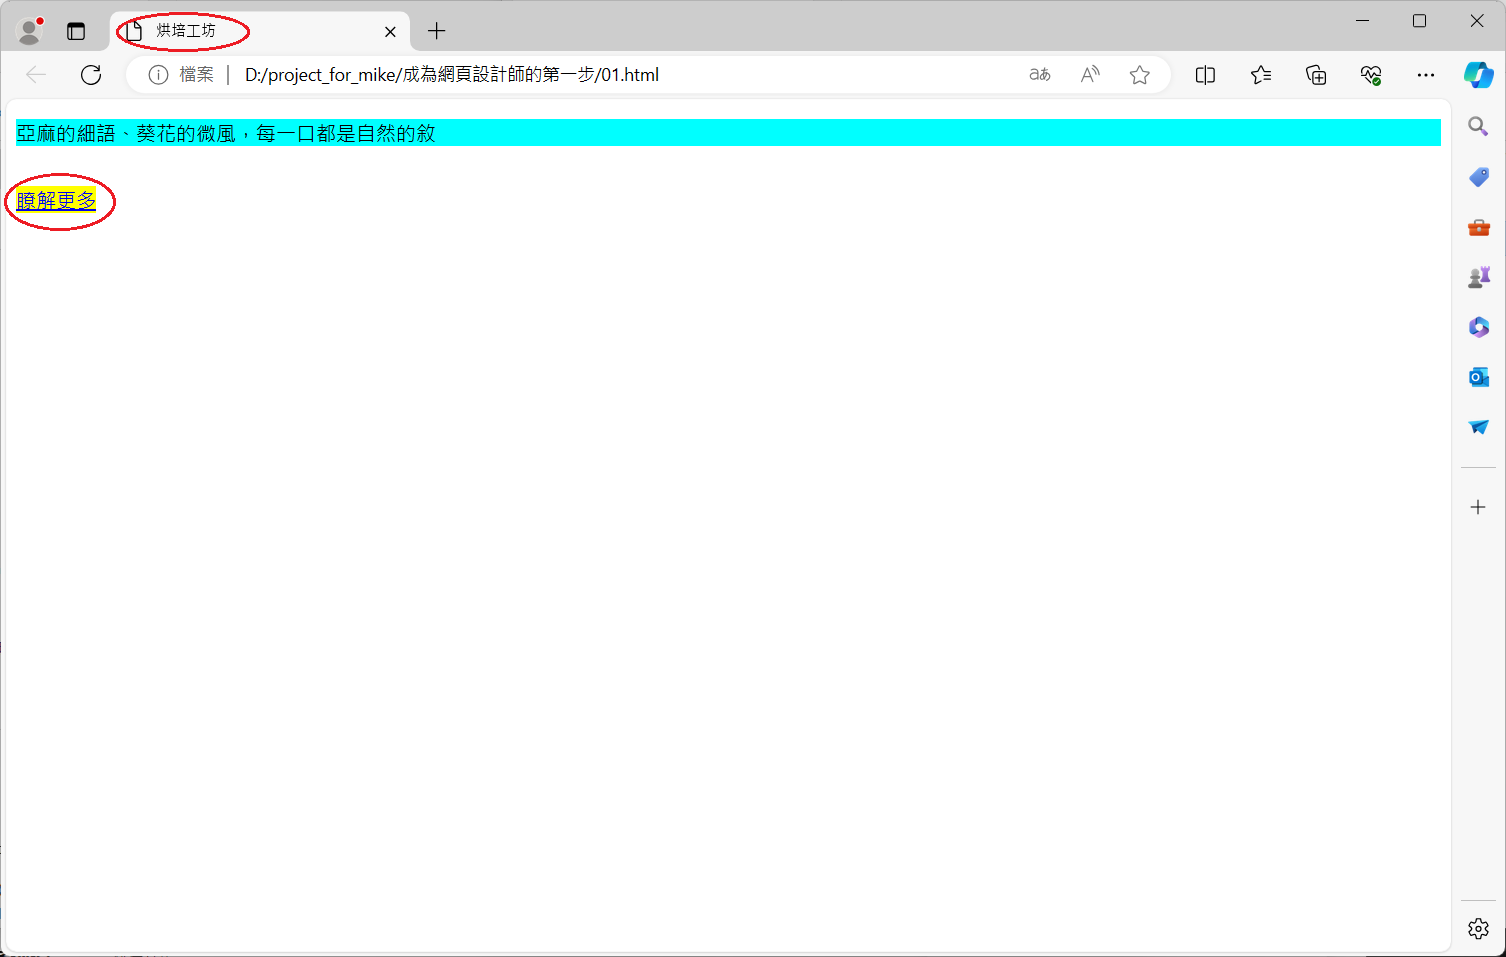 烘培工坊
檔案
D:/project_for_mike/成為網頁設計師的第一步/01.html
aあ
A
亞麻的細語、葵花的微風，每一口都是自然的敘
瞭解更多